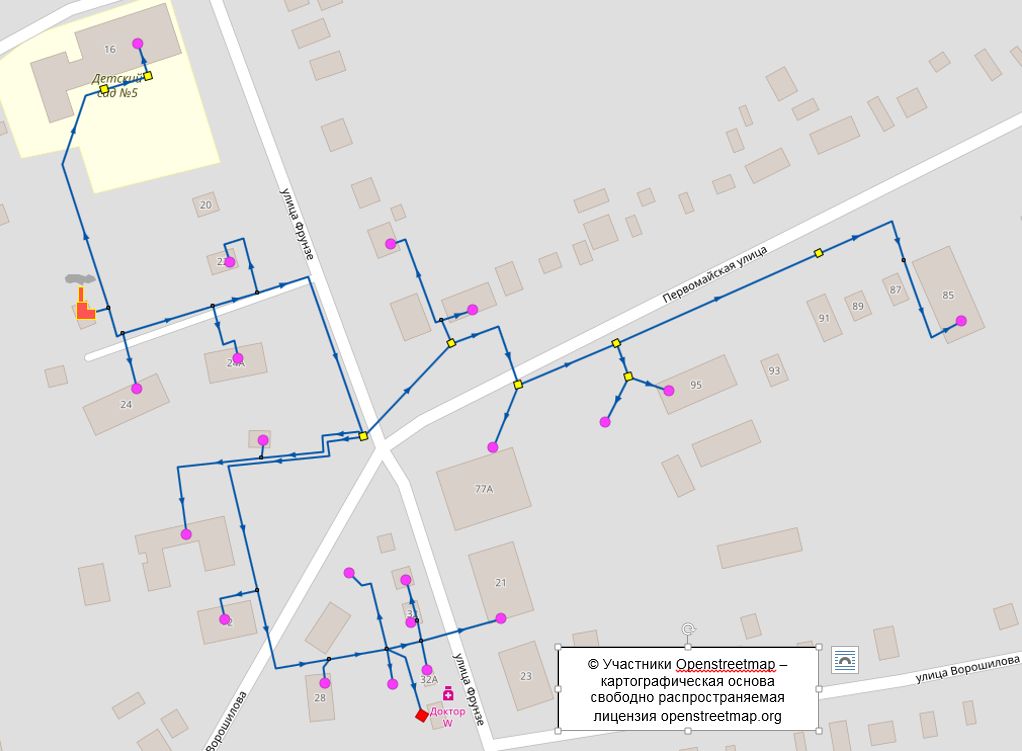 16
Детский
сад №5
20
улица Фрунзе
Первомайская улица
24А
24
91
89
87
85
95
93
77А
21
32А
28
23
Доктор
W
улица Фрунзе
Ворошилова
улица Ворошилова
© Участники Openstreetmap –
картографическая основа
свободно распространяемая
лицензия openstreetmap.org